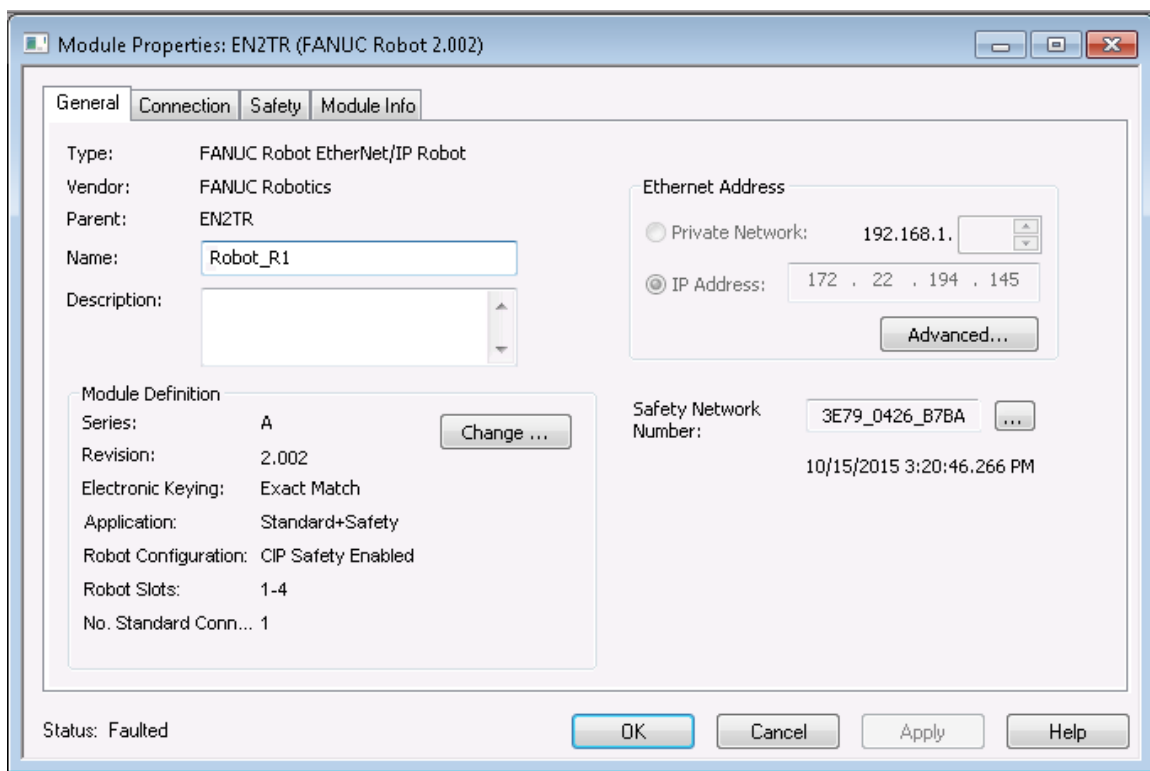 Module Properties: EN2TR (FANUC Robot 2.002)
General Connection Safety Module Info
Type: FANUC Robot EtherNet/IP Robot
Vendor: FANUC Robotics
Parent: EN2TR
Name: Robot_R1
Description:
Ethernet Address
Private Network: 192.168.1.
IP Address: 172 . 22 . 194 . 145
Advanced...
Module Definition
Series: A
Change ...
Revision: 2.002
Electronic Keying: Exact Match
Application: Standard+Safety
Robot Configuration: CIP Safety Enabled
Robot Slots: 1-4
No. Standard Conn... 1
Safety Network
Number:
3E79_0426_B7BA ...
10/15/2015 3:20:46.266 PM
Status: Faulted
OK Cancel Apply Help